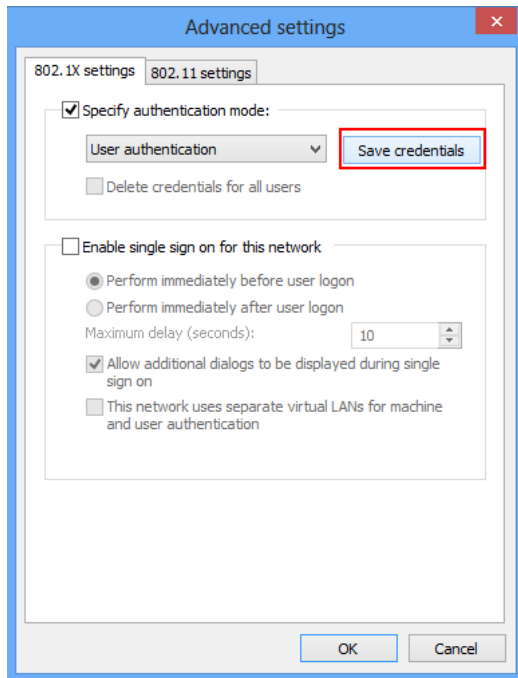 Advanced settings
802.1X settings 802.11 settings
Specify authentication mode:
User authentication Save credentials
Delete credentials for all users
Enable single sign on for this network
Perform immediately before user logon
Perform immediately after user logon
Maximum delay (seconds): 10
Allow additional dialogs to be displayed during single
sign on
This network uses separate virtual LANs for machine
and user authentication
OK Cancel